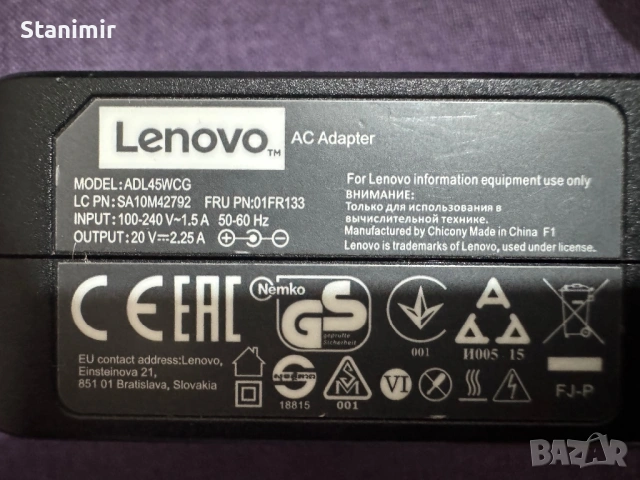 Stanimir
Lenovo™ AC Adapter
MODEL:ADL45WCG
LC PN:SA10M42792 FRU PN:01FR133
INPUT:100-240 V~1.5 A 50-60 Hz
OUTPUT:20 V⎓2.25 A
For Lenovo information equipment use only
ВНИМАНИЕ:
Только для использования в
вычислительной технике.
Manufactured by Chicony Made in China F1
Lenovo is trademarks of Lenovo, used under license.
CE EAC Nemko GS
geprüfte
Sicherheit
EU contact address:Lenovo,
Einsteinova 21,
851 01 Bratislava, Slovakia
18815
001
VI
001
A
И005 15
FJ-P
BAZAR